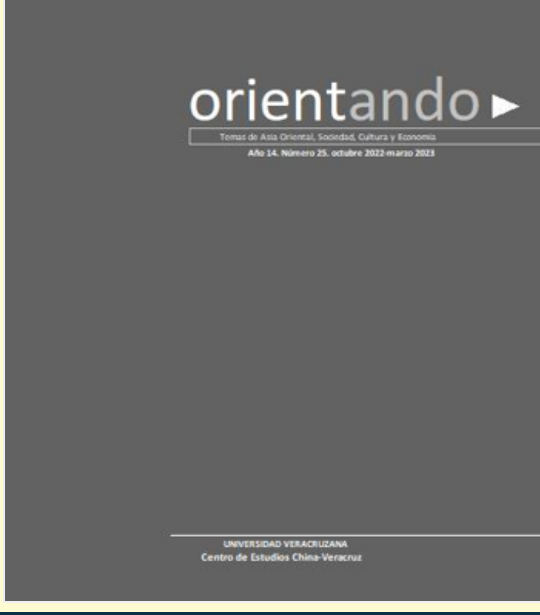 orientando
Temas de Asia Oriental, Sociedad, Cultura y Economía
Año 14. Número 25. octubre 2022-marzo 2023
UNIVERSIDAD VERACRUZANA
Centro de Estudios China-Veracruz